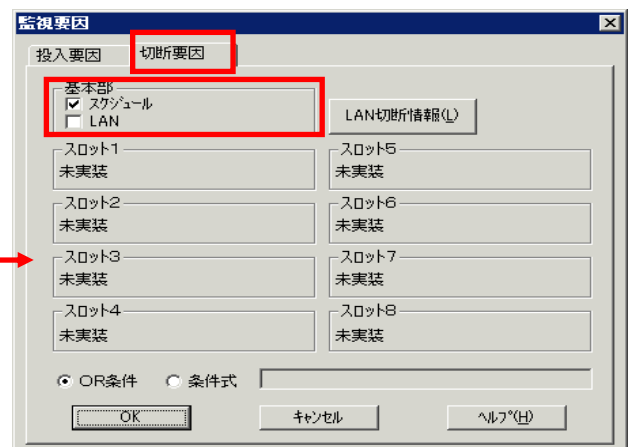 監視要因
投入要因 切断要因
基本部
スケジュール
LAN
LAN切断情報(L)
スロット1
未実装
スロット5
未実装
スロット2
未実装
スロット6
未実装
スロット3
未実装
スロット7
未実装
スロット4
未実装
スロット8
未実装
OR条件 条件式
OK キャンセル ヘルプ(H)